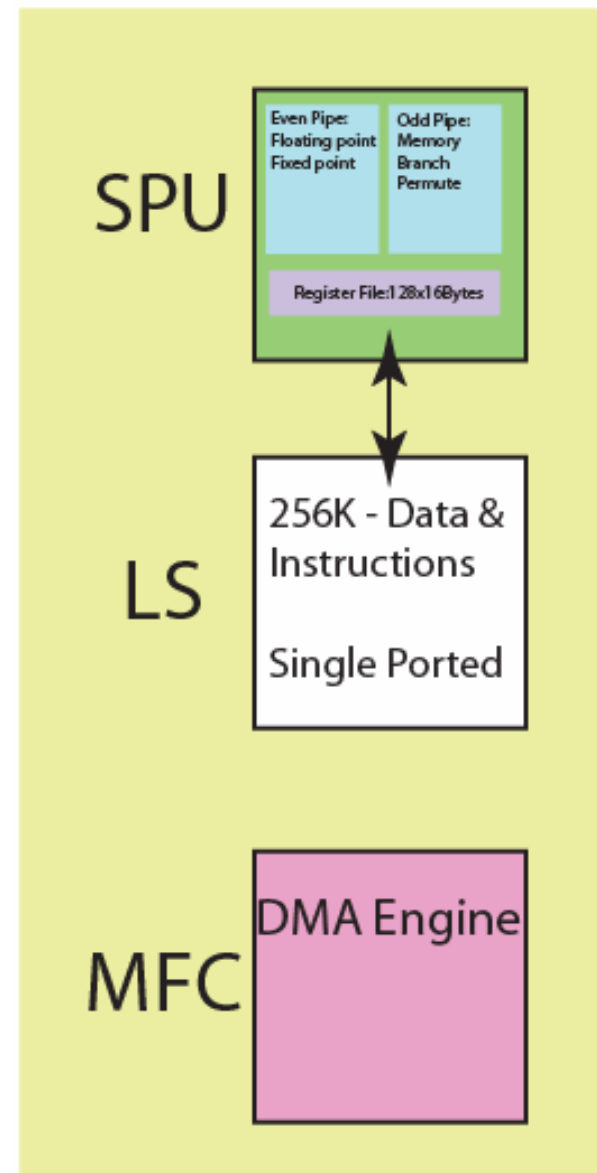 SPU
Even Pipe:
Floating point
Fixed point
Odd Pipe:
Memory
Branch
Permute
Register File:128x16Bytes
LS
256K - Data &
Instructions
Single Ported
MFC
DMA Engine